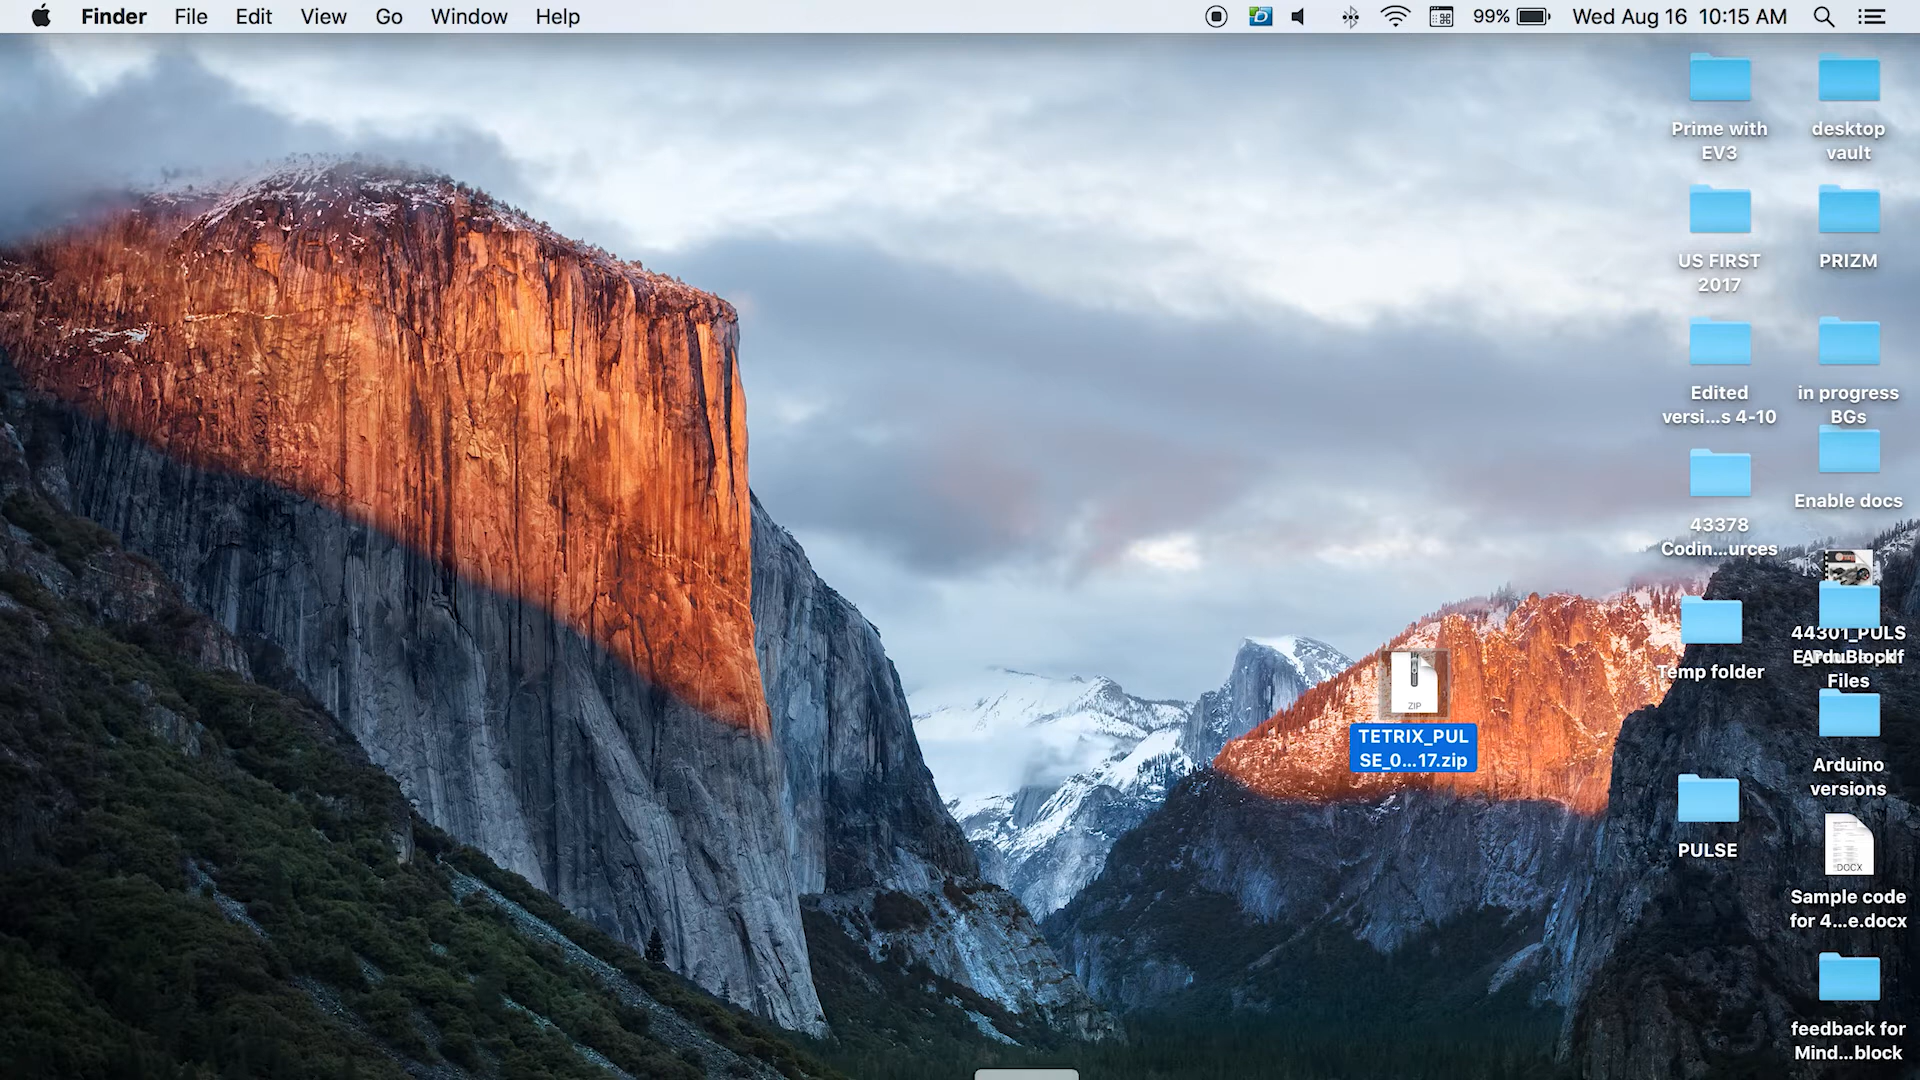 Finder File Edit View Go Window Help
99% Wed Aug 16 10:15 AM
Prime with
EV3
desktop
vault
US FIRST
2017
PRIZM
Edited
versi...s 4-10
in progress
BGs
43378
Codin...urces
Enable docs
Temp folder
44301_PULS
ArduBlock
Files
ZIP
TETRIX_PUL
SE_0...17.zip
Arduino
versions
PULSE
DOCX
Sample code
for 4...e.docx
feedback for
Mind...block